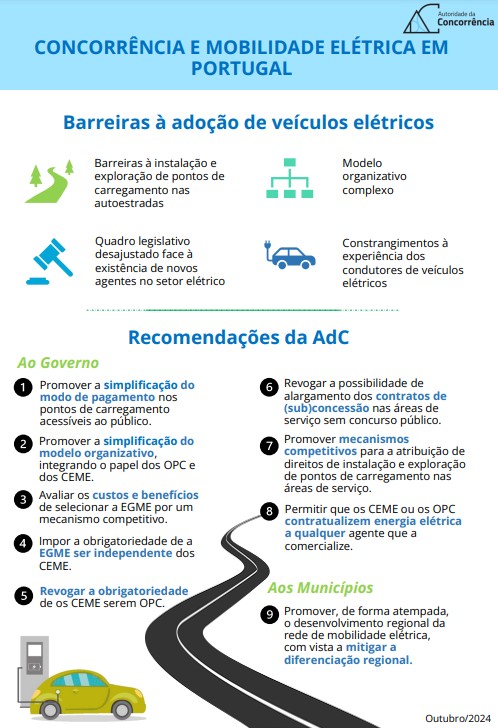 Autoridade da
Concorrência
CONCORRÊNCIA E MOBILIDADE ELÉTRICA EM
PORTUGAL
Barreiras à adoção de veículos elétricos
Barreiras à instalação e
exploração de pontos de
carregamento nas
autoestradas
Modelo
organizativo
complexo
Quadro legislativo
desajustado face à
existência de novos
agentes no setor elétrico
Constrangimentos à
experiência dos
condutores de veículos
elétricos
Recomendações da AdC
Ao Governo
1 Promover a simplificação do
modo de pagamento nos
pontos de carregamento
acessíveis ao público.
2 Promover a simplificação do
modelo organizativo,
integrando o papel dos OPC e
dos CEME.
3 Avaliar os custos e benefícios
de selecionar a EGME por um
mecanismo competitivo.
4 Impor a obrigatoriedade de a
EGME ser independente dos
CEME.
5 Revogar a obrigatoriedade
de os CEME serem OPC.
6 Revogar a possibilidade de
alargamento dos contratos de
(sub)concessão nas áreas de
serviço sem concurso público.
7 Promover mecanismos
competitivos para a atribuição de
direitos de instalação e exploração
de pontos de carregamento nas
áreas de serviço.
8 Permitir que os CEME ou os OPC
contratualizem energia elétrica
a qualquer agente que a
comercialize.
Aos Municípios
9 Promover, de forma atempada,
o desenvolvimento regional da
rede de mobilidade elétrica,
com vista a mitigar a
diferenciação regional.
Outubro/2024